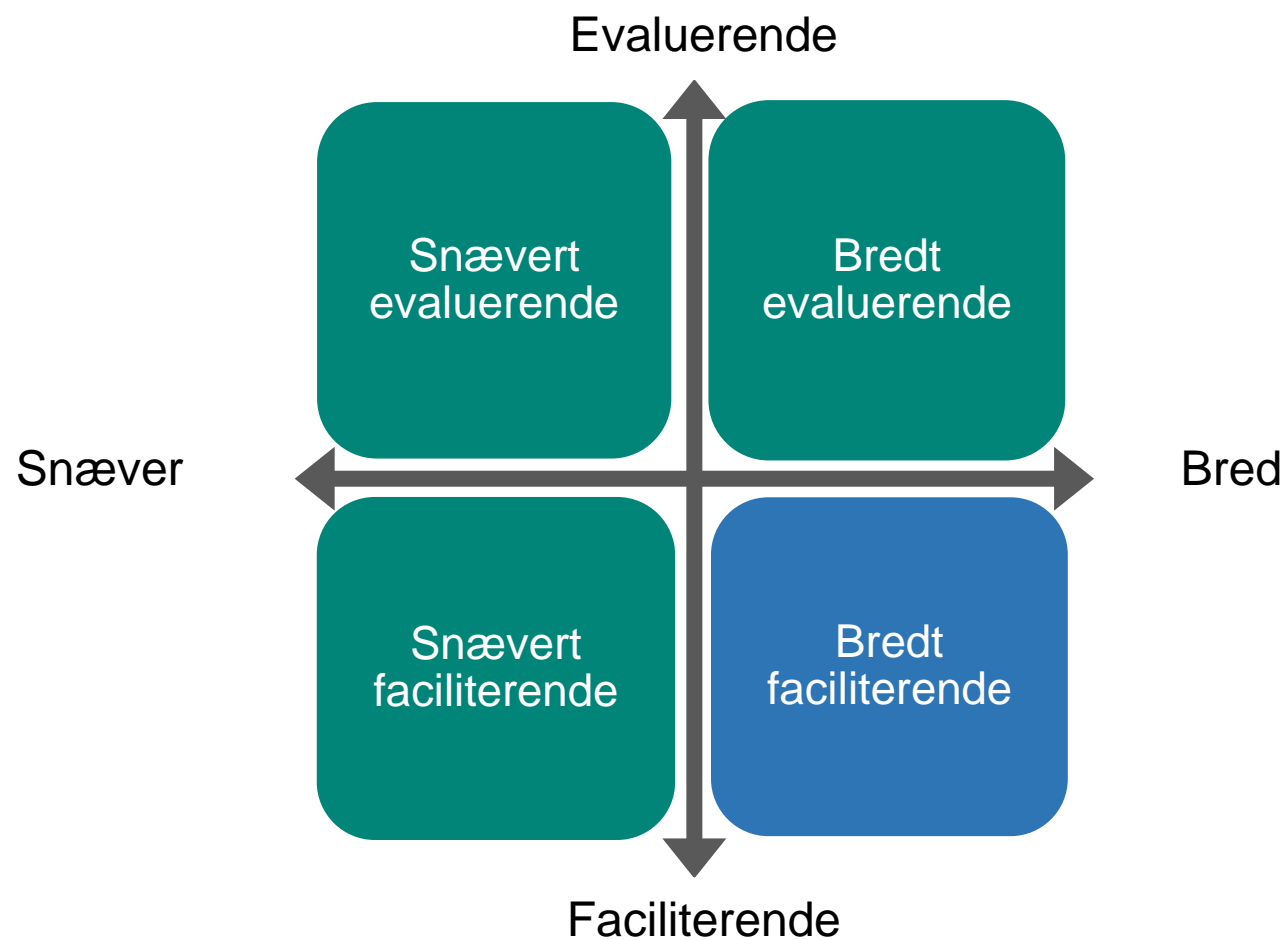 Evaluerende
Snævert
evaluerende
Bredt
evaluerende
Snæver
Bred
Snævert
faciliterende
Bredt
faciliterende
Faciliterende